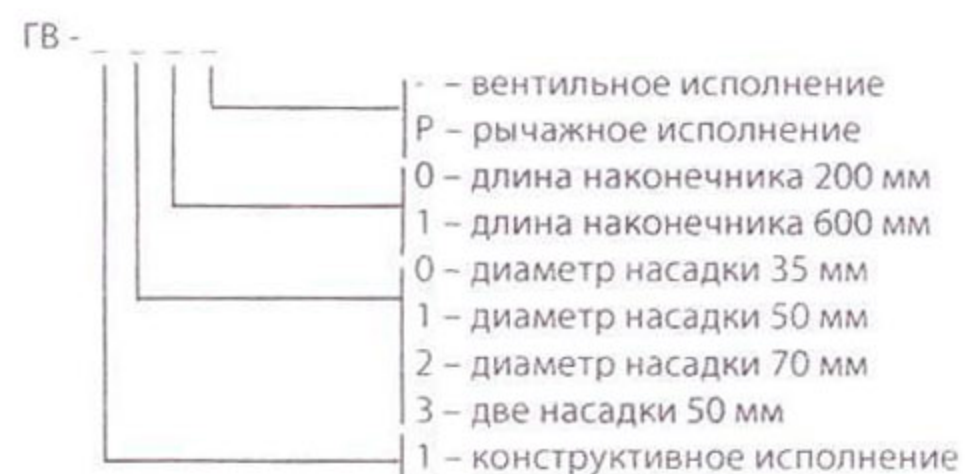 ГВ - _ _ _ _
- – вентильное исполнение
Р – рычажное исполнение
0 – длина наконечника 200 мм
1 – длина наконечника 600 мм
0 – диаметр насадки 35 мм
1 – диаметр насадки 50 мм
2 – диаметр насадки 70 мм
3 – две насадки 50 мм
1 – конструктивное исполнение